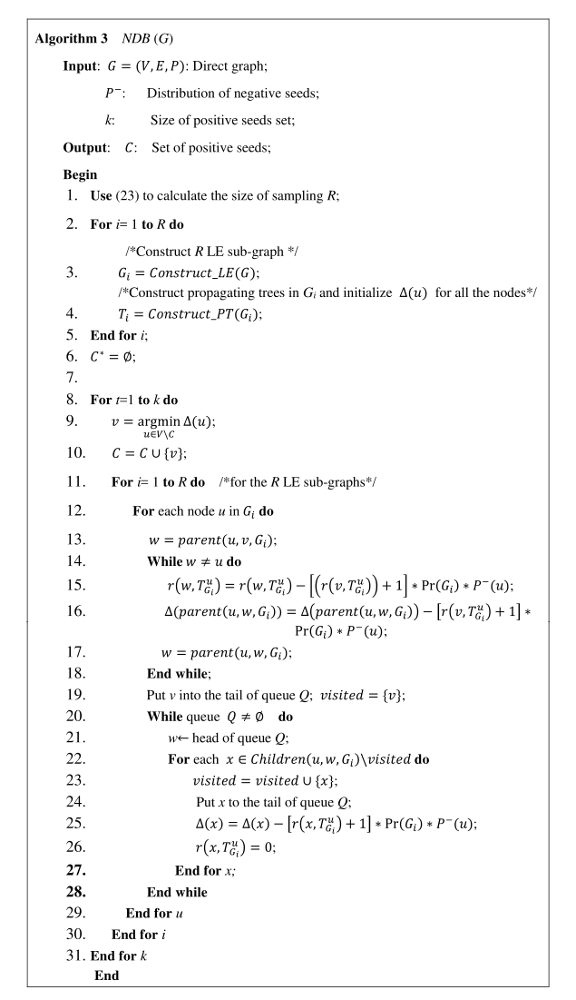 Algorithm 3 NDB (G)
Input: G = (V, E, P): Direct graph;
P⁻: Distribution of negative seeds;
k: Size of positive seeds set;
Output: C: Set of positive seeds;
Begin
1. Use (23) to calculate the size of sampling R;
2. For i= 1 to R do
/*Construct R LE sub-graph */
3. G_i = Construct_LE(G);
/*Construct propagating trees in G_i and initialize Δ(u) for all the nodes*/
4. T_i = Construct_PT(G_i);
5. End for i;
6. C* = ∅;
7.
8. For t=1 to k do
9. v = argmin Δ(u);
u∈V\C
10. C = C ∪ {v};
11. For i= 1 to R do /*for the R LE sub-graphs*/
12. For each node u in G_i do
13. w = parent(u, v, G_i);
14. While w ≠ u do
15. r(w, T_{G_i}^u) = r(w, T_{G_i}^u) − [(r(v, T_{G_i}^u)) + 1] * Pr(G_i) * P⁻(u);
16. Δ(parent(u, w, G_i)) = Δ(parent(u, w, G_i)) − [r(v, T_{G_i}^u) + 1] *
Pr(G_i) * P⁻(u);
17. w = parent(u, w, G_i);
18. End while;
19. Put v into the tail of queue Q; visited = {v};
20. While queue Q ≠ ∅ do
21. w← head of queue Q;
22. For each x ∈ Children(u, w, G_i)\visited do
23. visited = visited ∪ {x};
24. Put x to the tail of queue Q;
25. Δ(x) = Δ(x) − [r(x, T_{G_i}^u) + 1] * Pr(G_i) * P⁻(u);
26. r(x, T_{G_i}^u) = 0;
27. End for x;
28. End while
29. End for u
30. End for i
31. End for k
End